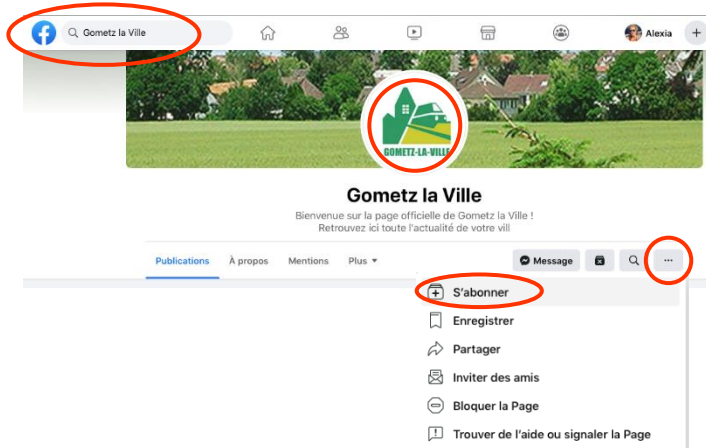 Gometz la Ville
Alexia
GOMETZ-LA-VILLE
Gometz la Ville
Bienvenue sur la page officielle de Gometz la Ville !
Retrouvez ici toute l'actualité de votre vill
Publications À propos Mentions Plus
Message
S'abonner
Enregistrer
Partager
Inviter des amis
Bloquer la Page
Trouver de l'aide ou signaler la Page